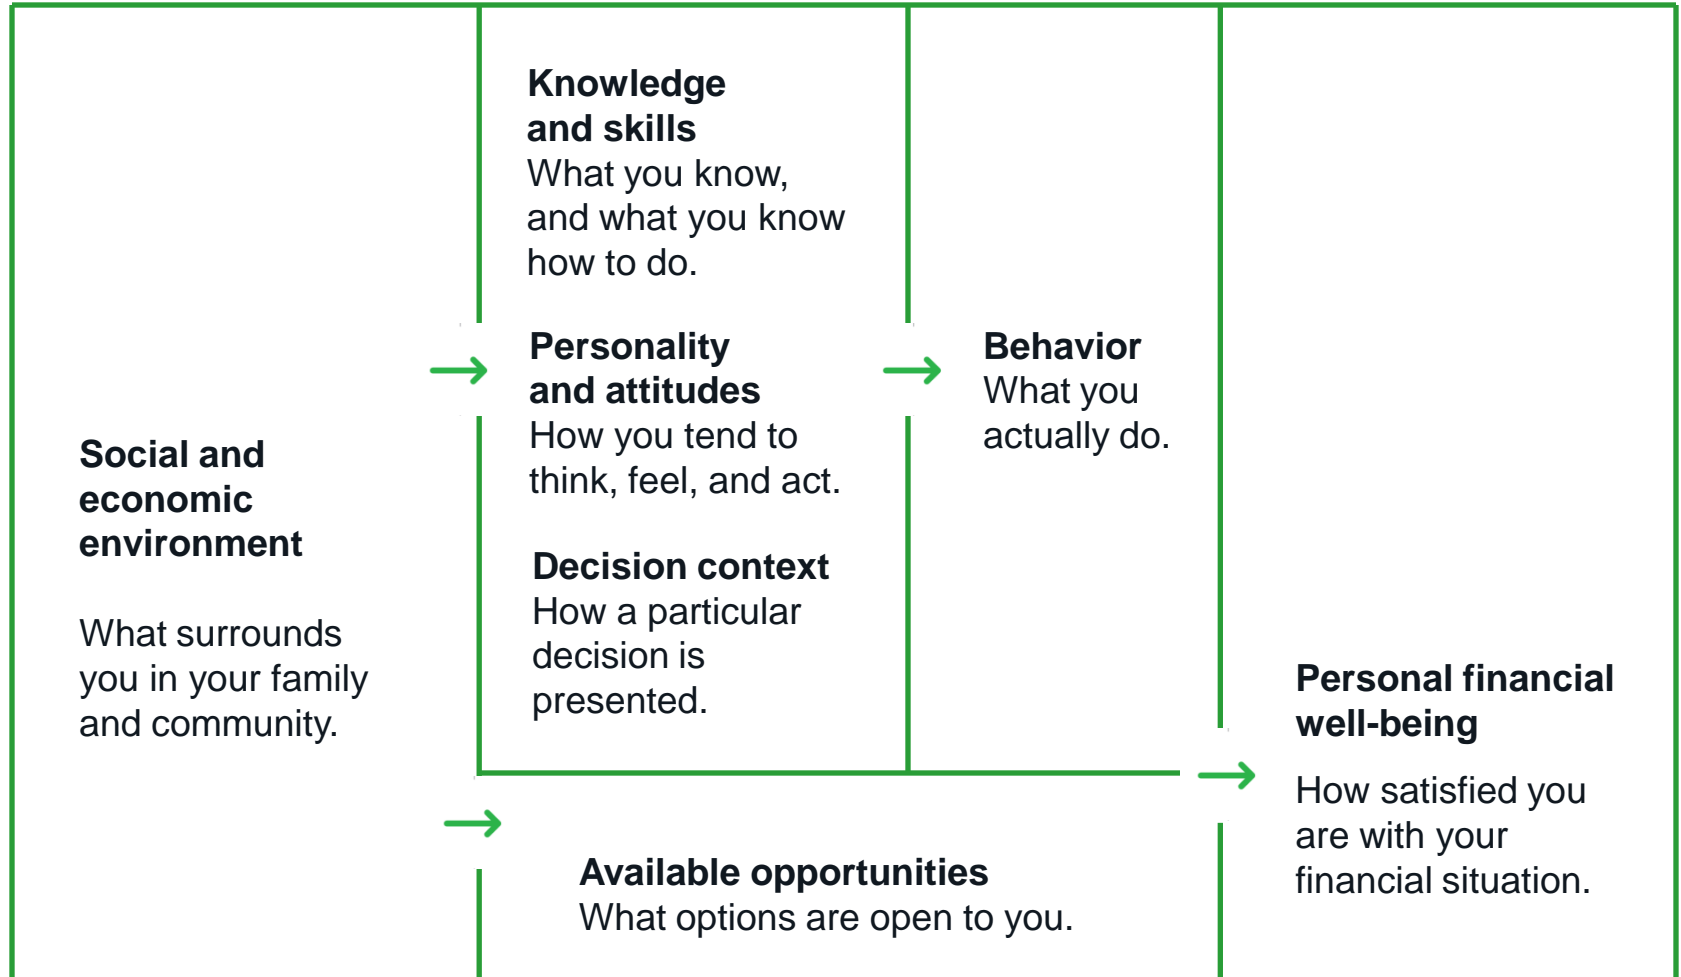 Social and
economic
environment
What surrounds
you in your family
and community.
Knowledge
and skills
What you know,
and what you know
how to do.
Personality
and attitudes
How you tend to
think, feel, and act.
Decision context
How a particular
decision is
presented.
Behavior
What you
actually do.
Available opportunities
What options are open to you.
Personal financial
well-being
How satisfied you
are with your
financial situation.